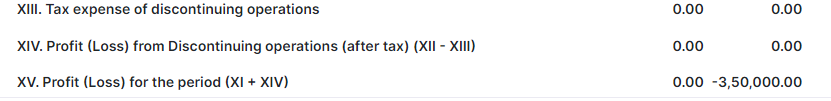 XIII. Tax expense of discontinuing operations 0.00 0.00
XIV. Profit (Loss) from Discontinuing operations (after tax) (XII - XIII) 0.00 0.00
XV. Profit (Loss) for the period (XI + XIV) 0.00 -3,50,000.00